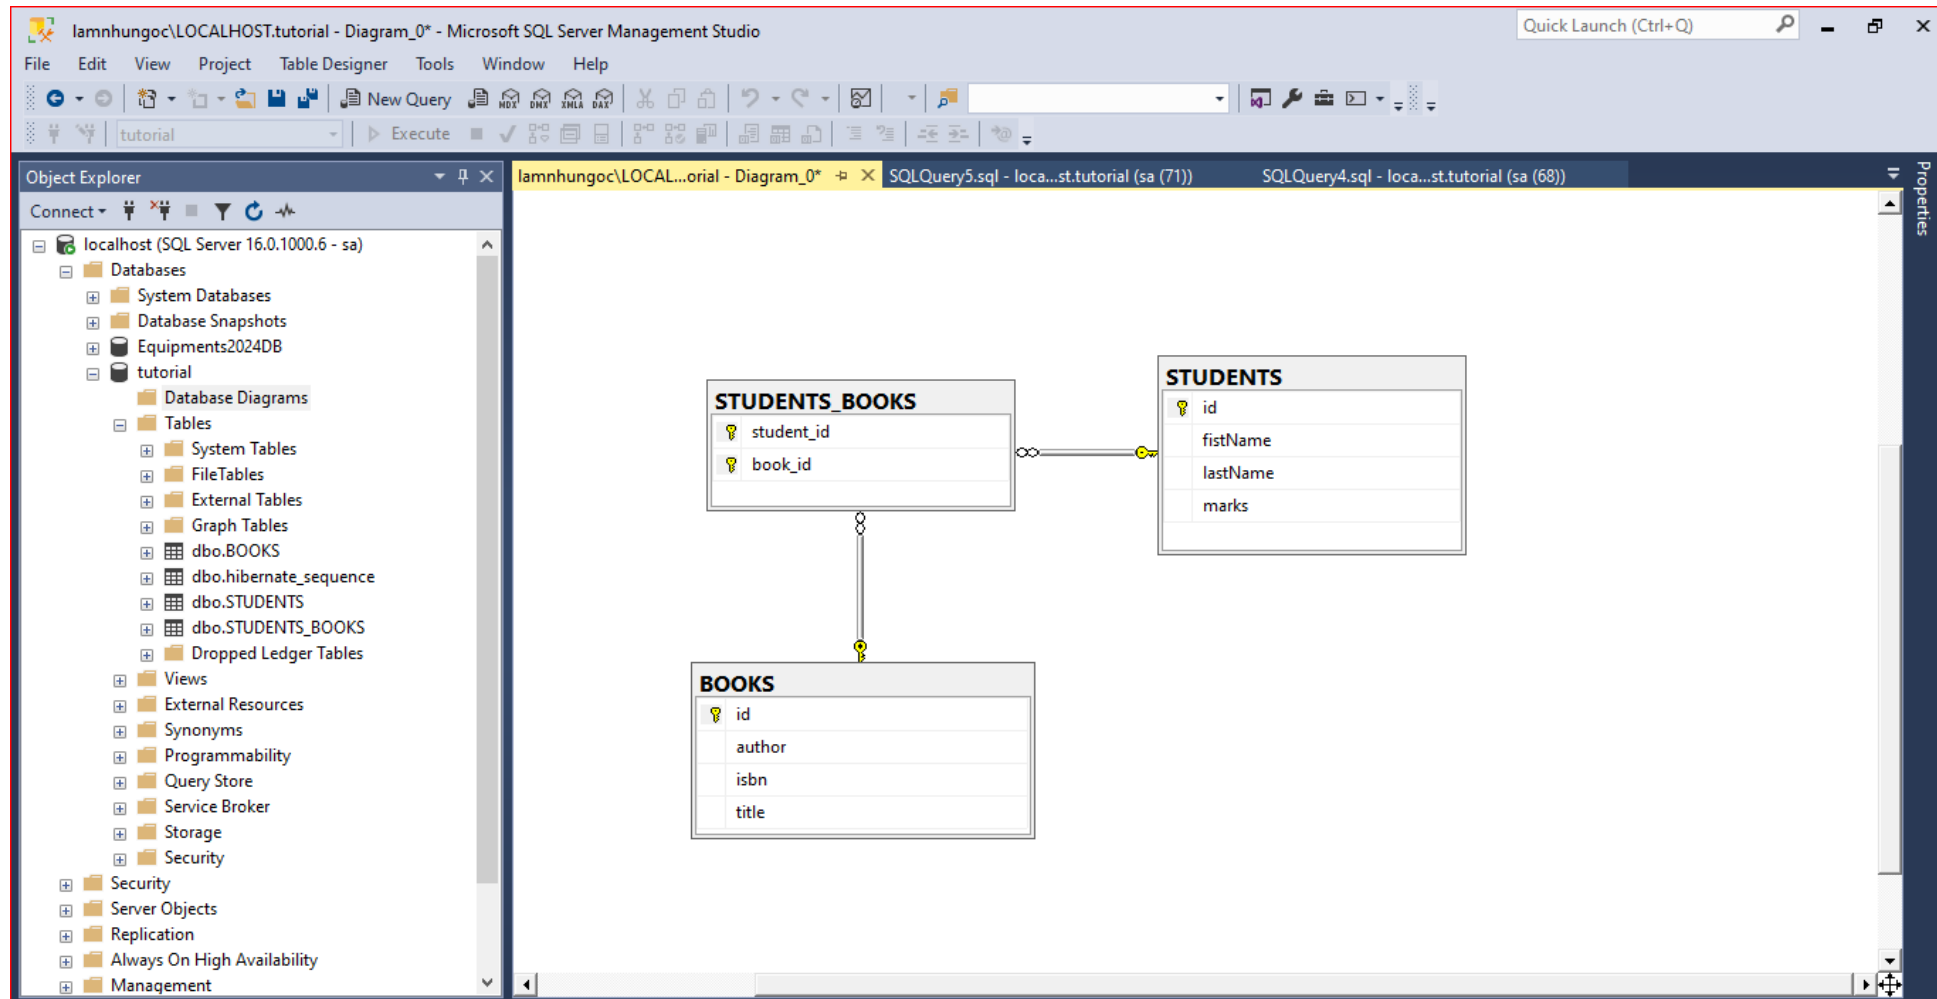 lamnhungoc\LOCALHOST.tutorial - Diagram_0* - Microsoft SQL Server Management Studio
Quick Launch (Ctrl+Q)
File Edit View Project Table Designer Tools Window Help
New Query MDX DMX XMLA DAX
tutorial Execute
Object Explorer
lamnhungoc\LOCAL...orial - Diagram_0* SQLQuery5.sql - loca...st.tutorial (sa (71)) SQLQuery4.sql - loca...st.tutorial (sa (68))
Properties
Connect
localhost (SQL Server 16.0.1000.6 - sa)
Databases
System Databases
Database Snapshots
Equipments2024DB
tutorial
Database Diagrams
Tables
System Tables
FileTables
External Tables
Graph Tables
dbo.BOOKS
dbo.hibernate_sequence
dbo.STUDENTS
dbo.STUDENTS_BOOKS
Dropped Ledger Tables
Views
External Resources
Synonyms
Programmability
Query Store
Service Broker
Storage
Security
Security
Server Objects
Replication
Always On High Availability
Management
STUDENTS_BOOKS
student_id
book_id
STUDENTS
id
fistName
lastName
marks
BOOKS
id
author
isbn
title